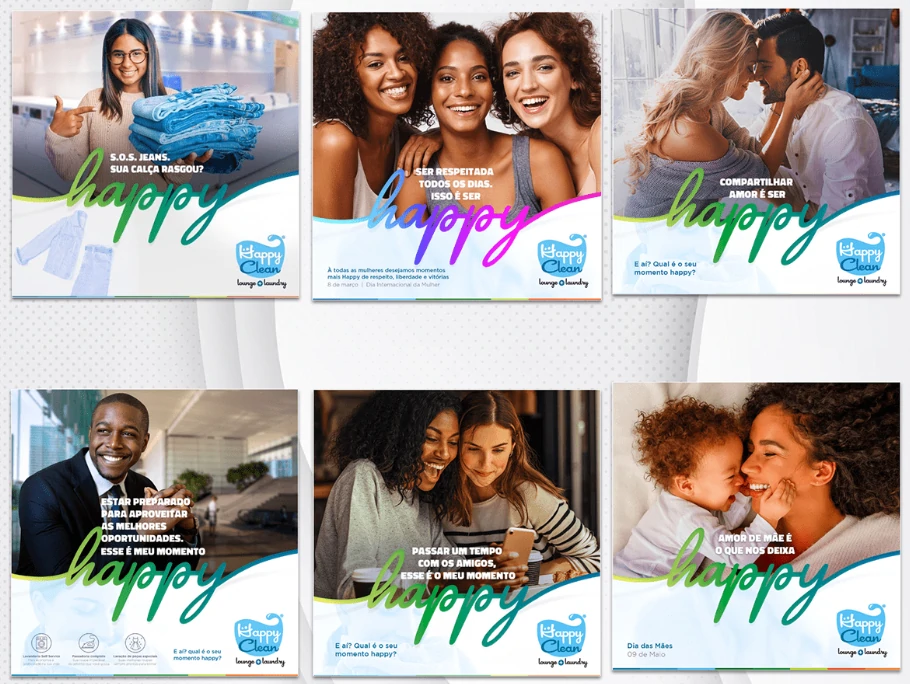 S.O.S. JEANS.
SUA CALÇA RASGOU?
happy
Happy
Clean
lounge laundry
SER RESPEITADA
TODOS OS DIAS.
ISSO É SER
happy
À todas as mulheres desejamos momentos
mais Happy de respeito, liberdade e vitórias
8 de março | Dia Internacional da Mulher
Happy
Clean
lounge laundry
COMPARTILHAR
AMOR É SER
happy
E aí? Qual é o seu
momento happy?
Happy
Clean
lounge laundry
ESTAR PREPARADO
PARA APROVEITAR
AS MELHORES
OPORTUNIDADES.
ESSE É MEU MOMENTO
happy
E aí? qual é o seu
momento happy?
Happy
Clean
lounge laundry
PASSAR UM TEMPO
COM OS AMIGOS,
ESSE É O MEU MOMENTO
happy
E aí? Qual é o seu
momento happy?
Happy
Clean
lounge laundry
AMOR DE MÃE É
O QUE NOS DEIXA
happy
Dia das Mães
09 de Maio
Happy
Clean
lounge laundry